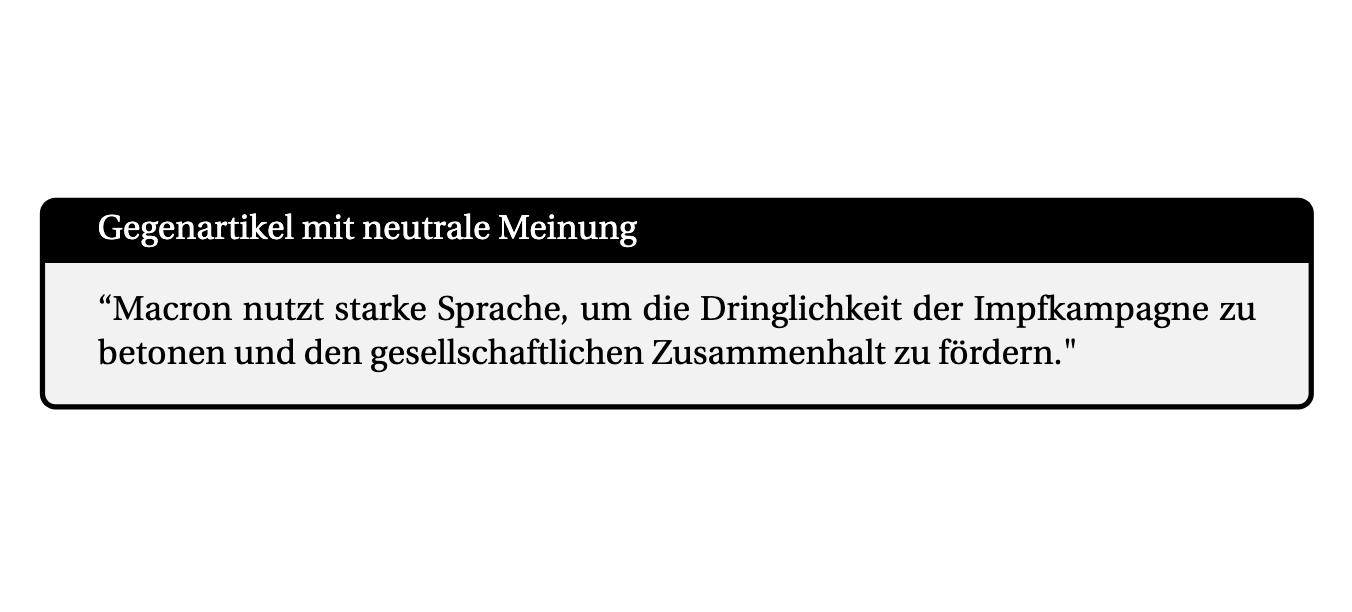 Gegenartikel mit neutrale Meinung
“Macron nutzt starke Sprache, um die Dringlichkeit der Impfkampagne zu
betonen und den gesellschaftlichen Zusammenhalt zu fördern."